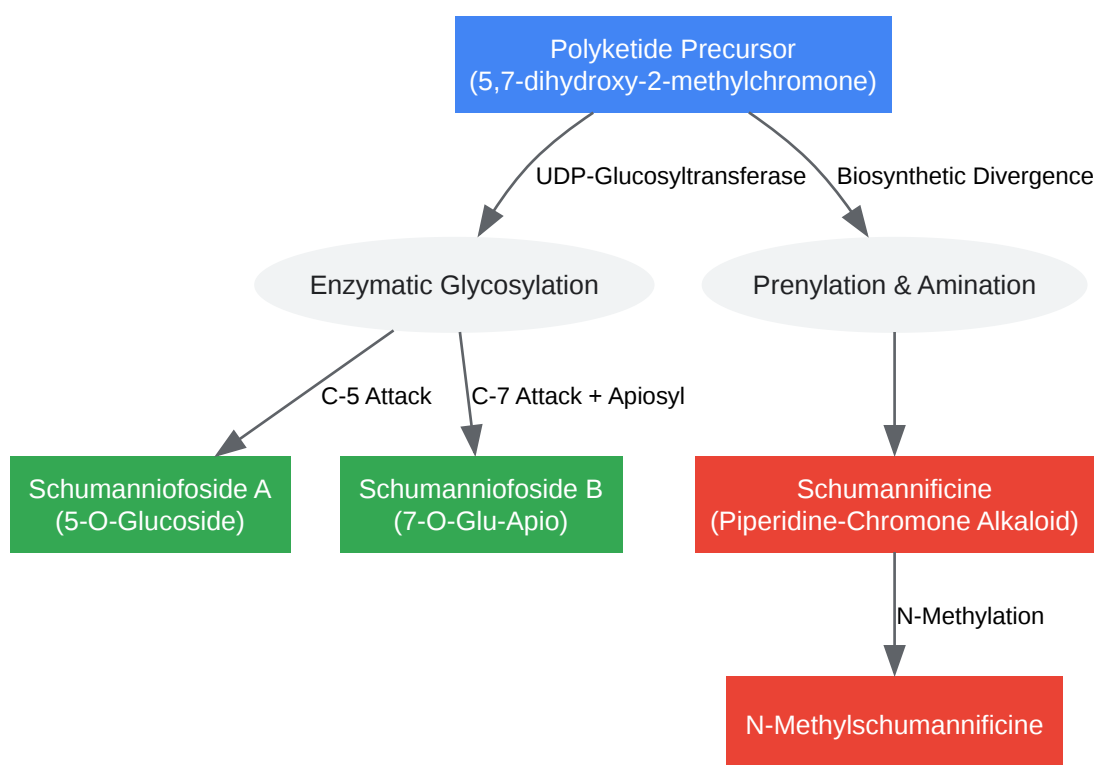 Polyketide Precursor
(5,7-dihydroxy-2-methylchromone)
UDP-Glucosyltransferase
Biosynthetic Divergence
Enzymatic Glycosylation
Prenylation & Amination
C-5 Attack
C-7 Attack + Apiosyl
Schumanniofoside A
(5-O-Glucoside)
Schumanniofoside B
(7-O-Glu-Apio)
Schumannificine
(Piperidine-Chromone Alkaloid)
N-Methylation
N-Methylschumannificine